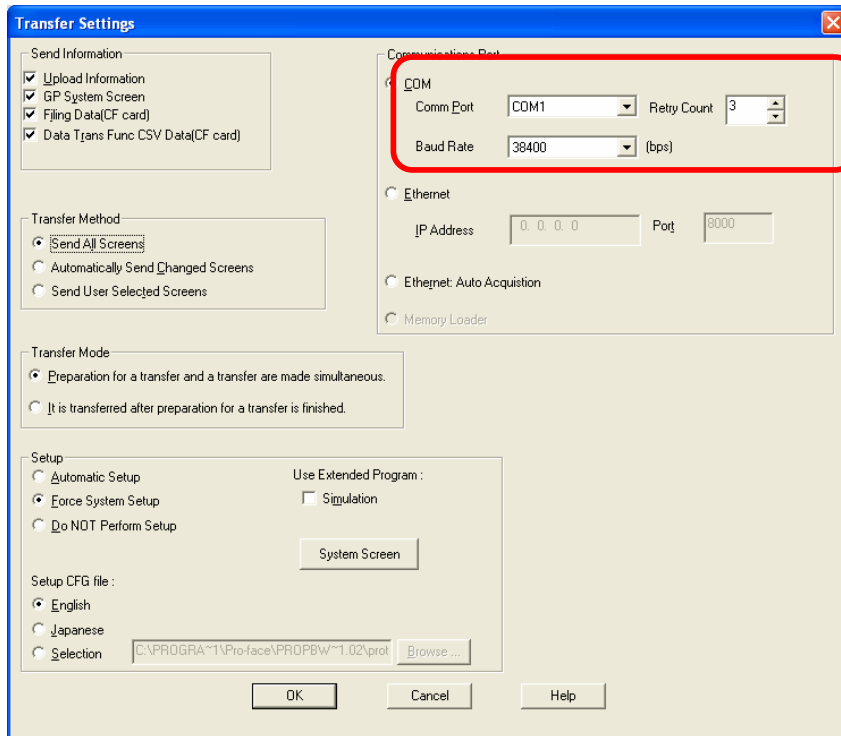 Transfer Settings
Send Information
Upload Information
GP System Screen
Filing Data(CF card)
Data Trans Func CSV Data(CF card)
Communications Port
COM
Comm Port COM1 Retry Count 3
Baud Rate 38400 (bps)
Ethernet
IP Address 0. 0. 0. 0 Port 8000
Ethernet: Auto Acquistion
Memory Loader
Transfer Method
Send All Screens
Automatically Send Changed Screens
Send User Selected Screens
Transfer Mode
Preparation for a transfer and a transfer are made simultaneous.
It is transferred after preparation for a transfer is finished.
Setup
Automatic Setup
Force System Setup
Do NOT Perform Setup
Use Extended Program :
Simulation
System Screen
Setup CFG file :
English
Japanese
Selection C:\PROGRA~1\Pro-face\PROPBW~1.02\prot Browse ...
OK Cancel Help